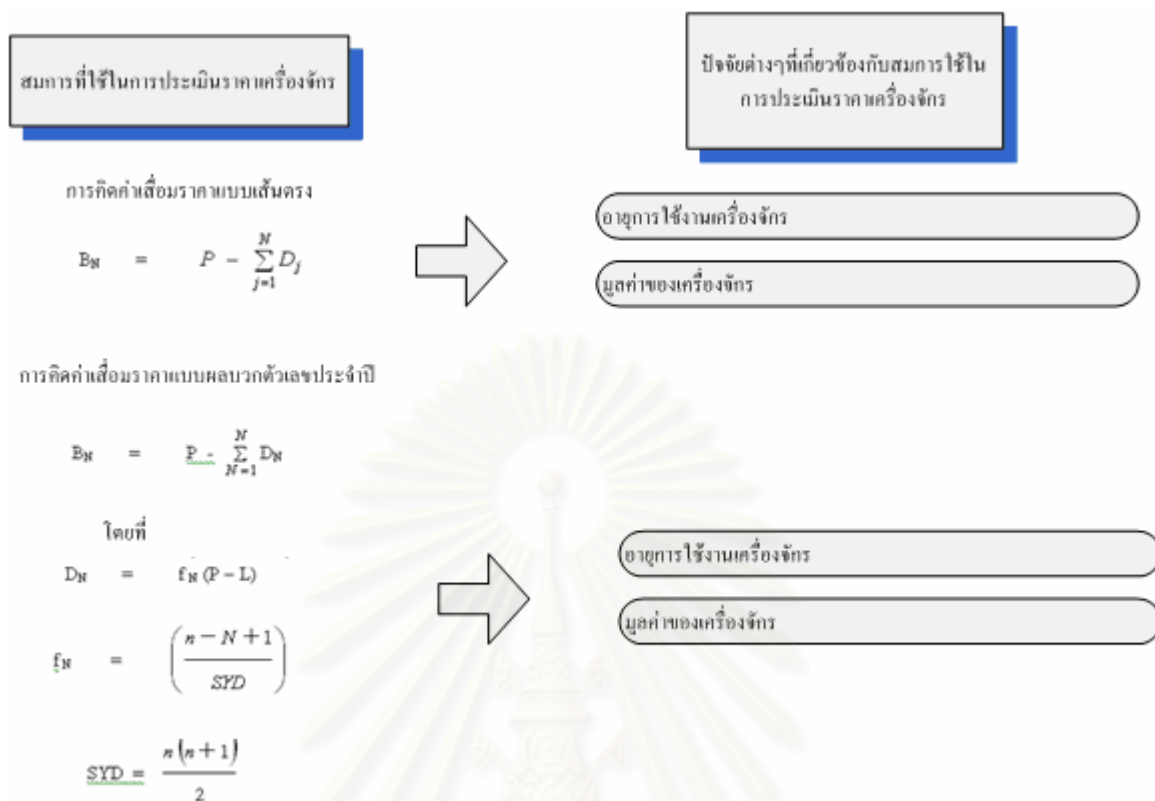 สมการที่ใช้ในการประเมินราคาเครื่องจักร
ปัจจัยต่างๆที่เกี่ยวข้องกับสมการใช้ใน
การประเมินราคาเครื่องจักร
การคิดค่าเสื่อมราคาแบบเส้นตรง
B_N = P - \sum_{j=1}^{N} D_j
อายุการใช้งานเครื่องจักร
มูลค่าของเครื่องจักร
การคิดค่าเสื่อมราคาแบบผลบวกตัวเลขประจำปี
B_N = P - \sum_{N=1}^{N} D_N
โดยที่
D_N = f_N (P – L)
f_N = \left( \frac{n - N + 1}{SYD} \right)
SYD = \frac{n(n+1)}{2}
อายุการใช้งานเครื่องจักร
มูลค่าของเครื่องจักร